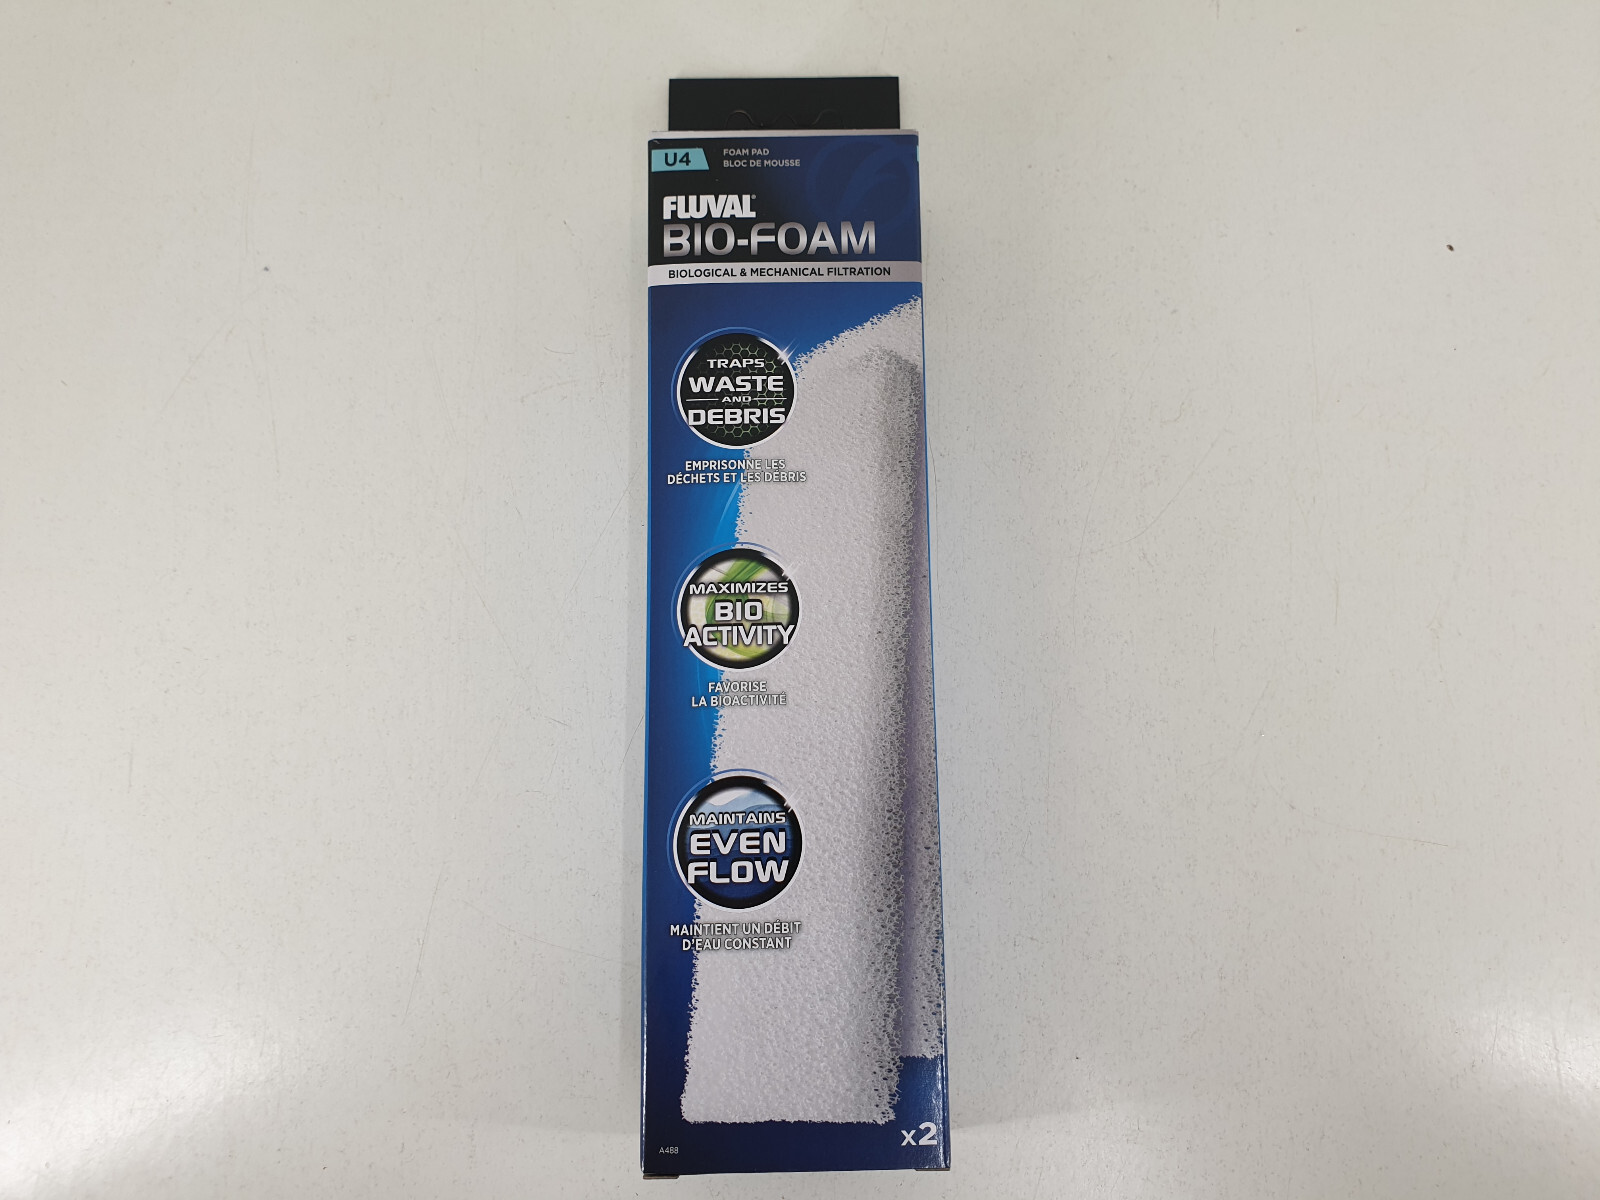 U4
FOAM PAD
BLOC DE MOUSSE
FLUVAL®
BIO-FOAM
BIOLOGICAL & MECHANICAL FILTRATION
TRAPS
WASTE
AND
DEBRIS
EMPRISONNE LES
DÉCHETS ET LES DÉBRIS
MAXIMIZES
BIO
ACTIVITY
FAVORISE
LA BIOACTIVITÉ
MAINTAINS
EVEN
FLOW
MAINTIENT UN DÉBIT
D'EAU CONSTANT
x2
A488